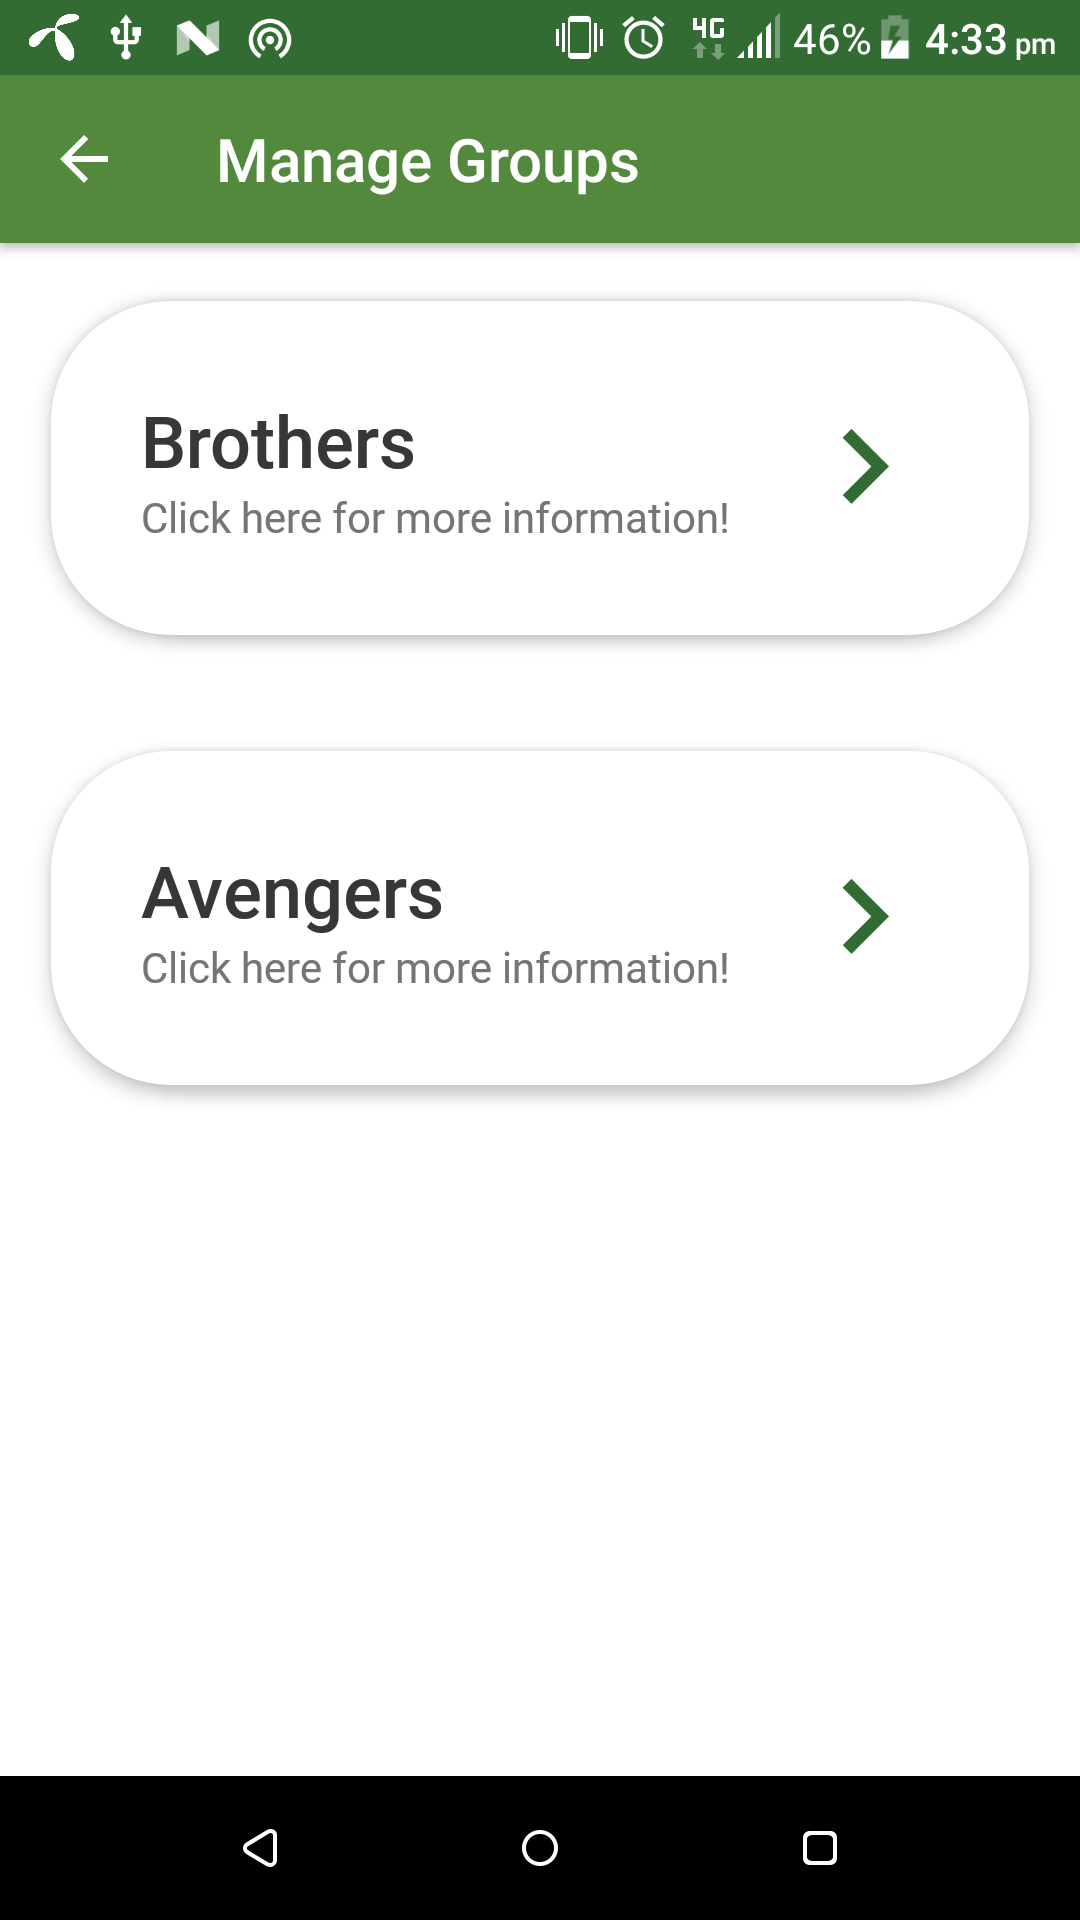 4G 46% 4:33 pm
Manage Groups
Brothers
Click here for more information!
Avengers
Click here for more information!